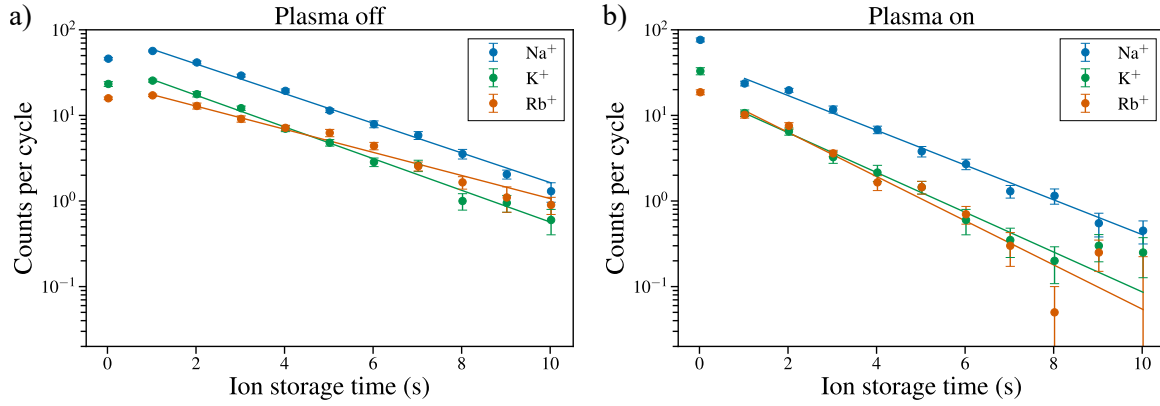 a)
Plasma off
Counts per cycle
10²
10¹
10⁰
10⁻¹
Na⁺
K⁺
Rb⁺
0 2 4 6 8 10
Ion storage time (s)
b)
Plasma on
Counts per cycle
10²
10¹
10⁰
10⁻¹
Na⁺
K⁺
Rb⁺
0 2 4 6 8 10
Ion storage time (s)